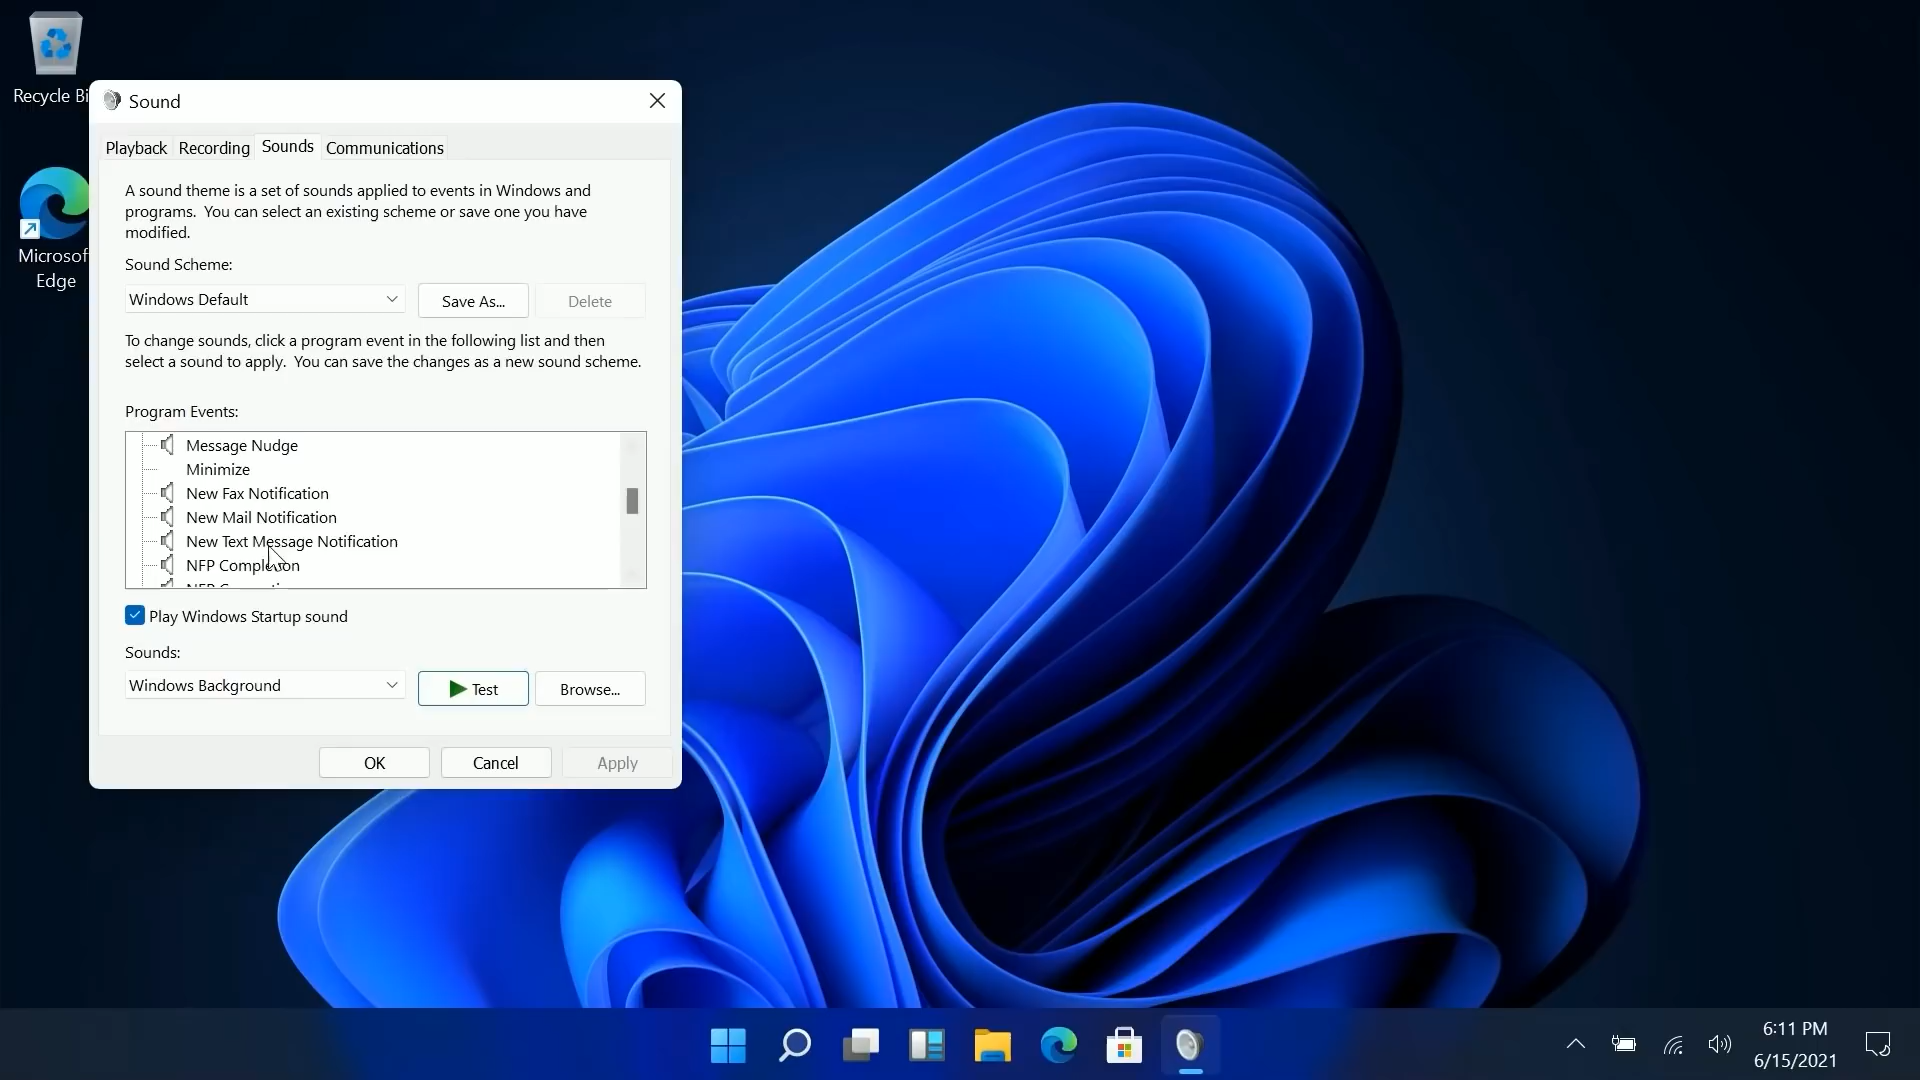 Recycle Bi
Microsof
Edge
Sound
Playback Recording Sounds Communications
A sound theme is a set of sounds applied to events in Windows and
programs. You can select an existing scheme or save one you have
modified.
Sound Scheme:
Windows Default Save As... Delete
To change sounds, click a program event in the following list and then
select a sound to apply. You can save the changes as a new sound scheme.
Program Events:
Message Nudge
Minimize
New Fax Notification
New Mail Notification
New Text Message Notification
NFP Completion
Play Windows Startup sound
Sounds:
Windows Background Test Browse...
OK Cancel Apply
6:11 PM
6/15/2021